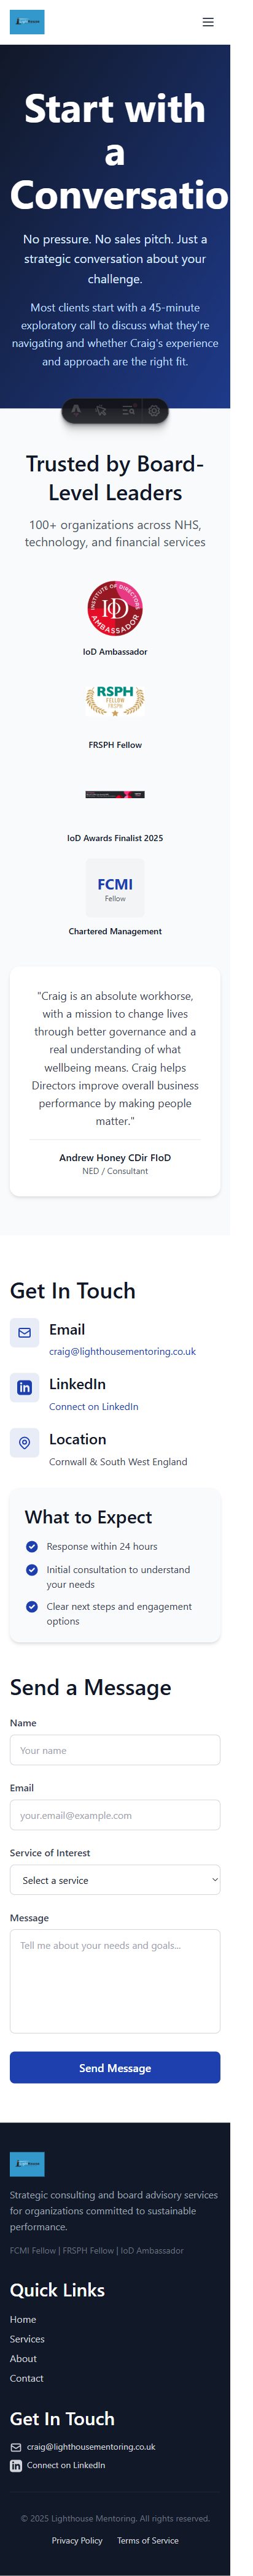 Start with
a
Conversatio
No pressure. No sales pitch. Just a
strategic conversation about your
challenge.
Most clients start with a 45-minute
exploratory call to discuss what they're
navigating and whether Craig's experience
and approach are the right fit.
Trusted by Board-
Level Leaders
100+ organizations across NHS,
technology, and financial services
INSTITUTE OF DIRECTORS
IoD
AMBASSADOR
IoD Ambassador
RSPH
FELLOW
FRSPH
FRSPH Fellow
IoD Awards Finalist 2025
FCMI
Fellow
Chartered Management
"Craig is an absolute workhorse,
with a mission to change lives
through better governance and a
real understanding of what
wellbeing means. Craig helps
Directors improve overall business
performance by making people
matter."
Andrew Honey CDir FIoD
NED / Consultant
Get In Touch
Email
craig@lighthousementoring.co.uk
LinkedIn
Connect on LinkedIn
Location
Cornwall & South West England
What to Expect
Response within 24 hours
Initial consultation to understand
your needs
Clear next steps and engagement
options
Send a Message
Name
Your name
Email
your.email@example.com
Service of Interest
Select a service
Message
Tell me about your needs and goals...
Send Message
Strategic consulting and board advisory services
for organizations committed to sustainable
performance.
FCMI Fellow | FRSPH Fellow | IoD Ambassador
Quick Links
Home
Services
About
Contact
Get In Touch
craig@lighthousementoring.co.uk
Connect on LinkedIn
© 2025 Lighthouse Mentoring. All rights reserved.
Privacy Policy Terms of Service